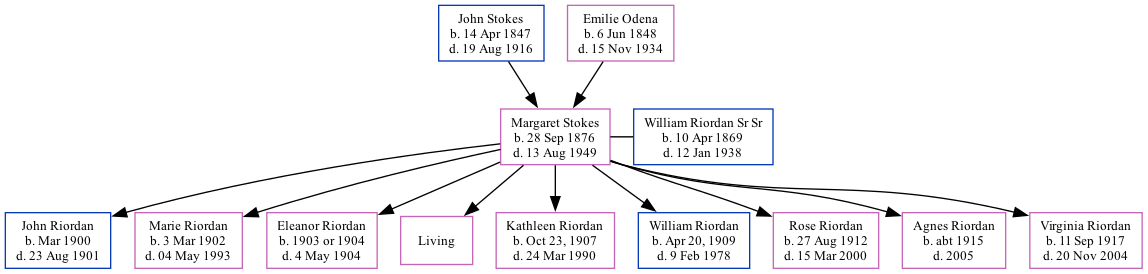 John Stokes
b. 14 Apr 1847
d. 19 Aug 1916
Emilie Odena
b. 6 Jun 1848
d. 15 Nov 1934
Margaret Stokes
b. 28 Sep 1876
d. 13 Aug 1949
William Riordan Sr Sr
b. 10 Apr 1869
d. 12 Jan 1938
John Riordan
b. Mar 1900
d. 23 Aug 1901
Marie Riordan
b. 3 Mar 1902
d. 04 May 1993
Eleanor Riordan
b. 1903 or 1904
d. 4 May 1904
Living
Kathleen Riordan
b. Oct 23, 1907
d. 24 Mar 1990
William Riordan
b. Apr 20, 1909
d. 9 Feb 1978
Rose Riordan
b. 27 Aug 1912
d. 15 Mar 2000
Agnes Riordan
b. abt 1915
d. 2005
Virginia Riordan
b. 11 Sep 1917
d. 20 Nov 2004